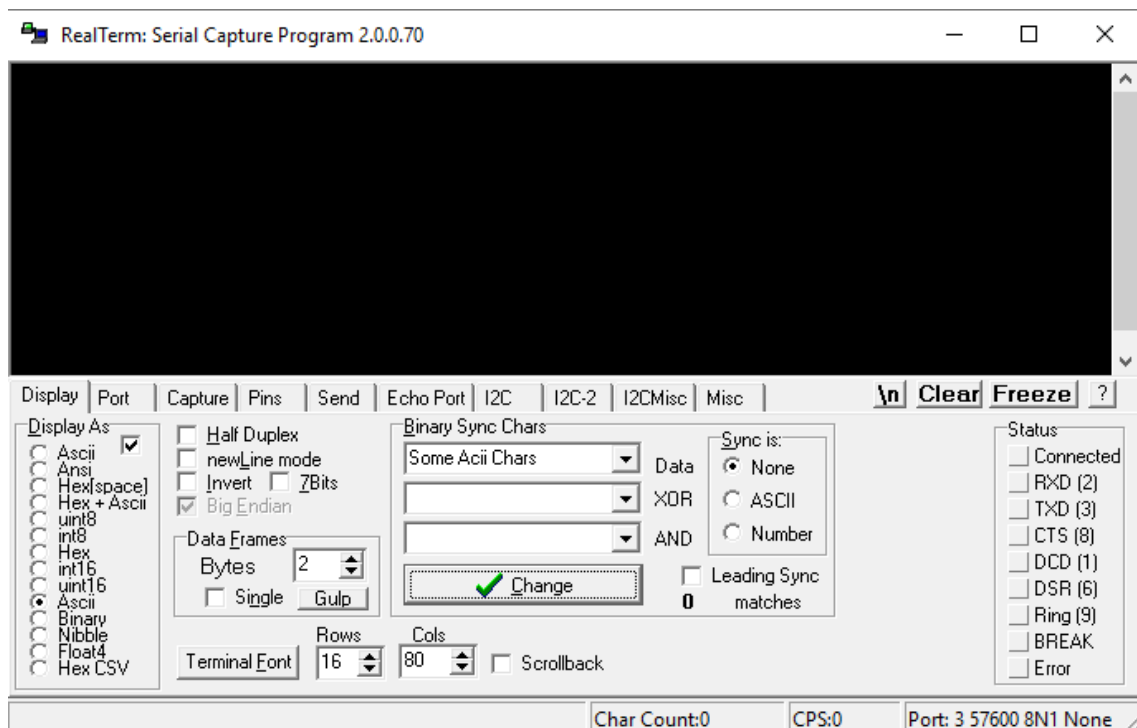 RealTerm: Serial Capture Program 2.0.0.70
Display Port Capture Pins Send Echo Port I2C I2C-2 I2CMisc Misc \n Clear Freeze ?
Display As
Ascii
Ansi
Hex[space]
Hex + Ascii
uint8
int8
Hex
int16
uint16
Ascii
Binary
Nibble
Float4
Hex CSV
Half Duplex
newLine mode
Invert 7Bits
Big Endian
Data Frames
Bytes 2
Single Gulp
Terminal Font
Rows
16
Cols
80
Scrollback
Binary Sync Chars
Some Acii Chars Data
XOR
AND
Change
Sync is:
None
ASCII
Number
Leading Sync
0 matches
Status
Connected
RXD (2)
TXD (3)
CTS (8)
DCD (1)
DSR (6)
Ring (9)
BREAK
Error
Char Count:0 CPS:0 Port: 3 57600 8N1 None